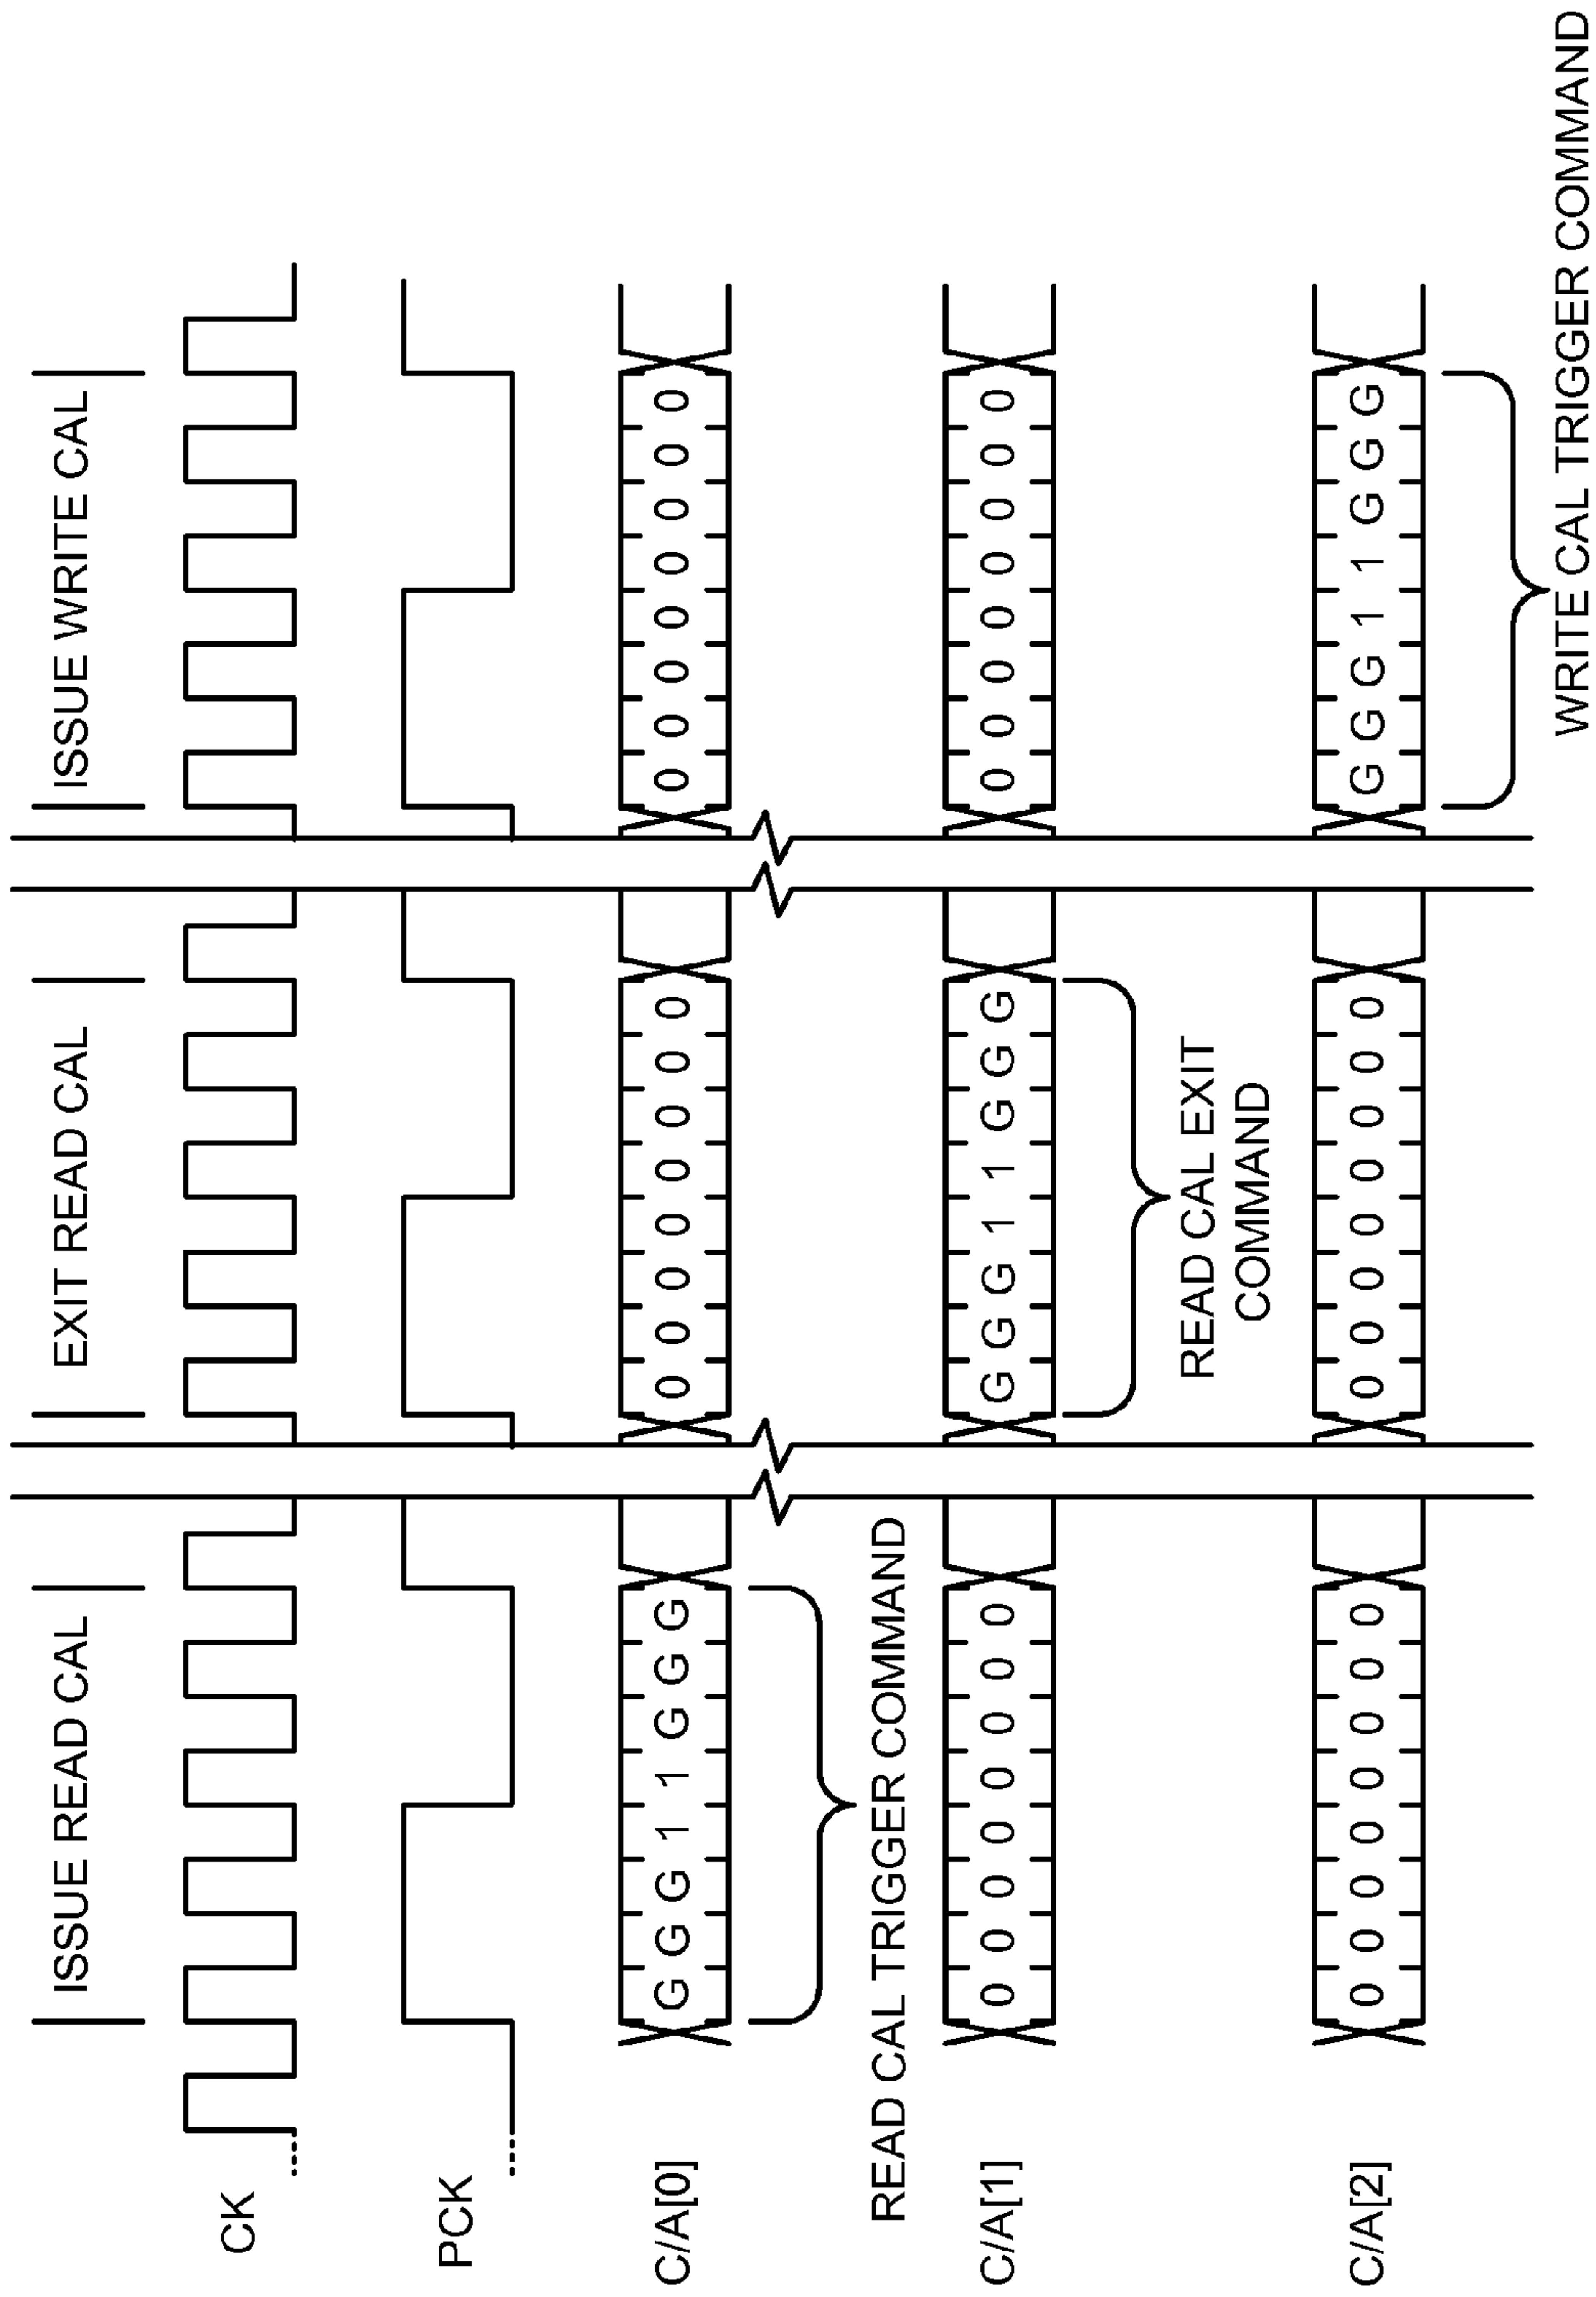 ISSUE READ CAL
EXIT READ CAL
ISSUE WRITE CAL
CK
PCK
C/A[0]
G G G 1 1 G G G
0 0 0 0 0 0 0 0
0 0 0 0 0 0 0 0
READ CAL TRIGGER COMMAND
C/A[1]
0 0 0 0 0 0 0 0
G G G 1 1 G G G
0 0 0 0 0 0 0 0
READ CAL EXIT
COMMAND
C/A[2]
0 0 0 0 0 0 0 0
0 0 0 0 0 0 0 0
G G G 1 1 G G G
WRITE CAL TRIGGER COMMAND